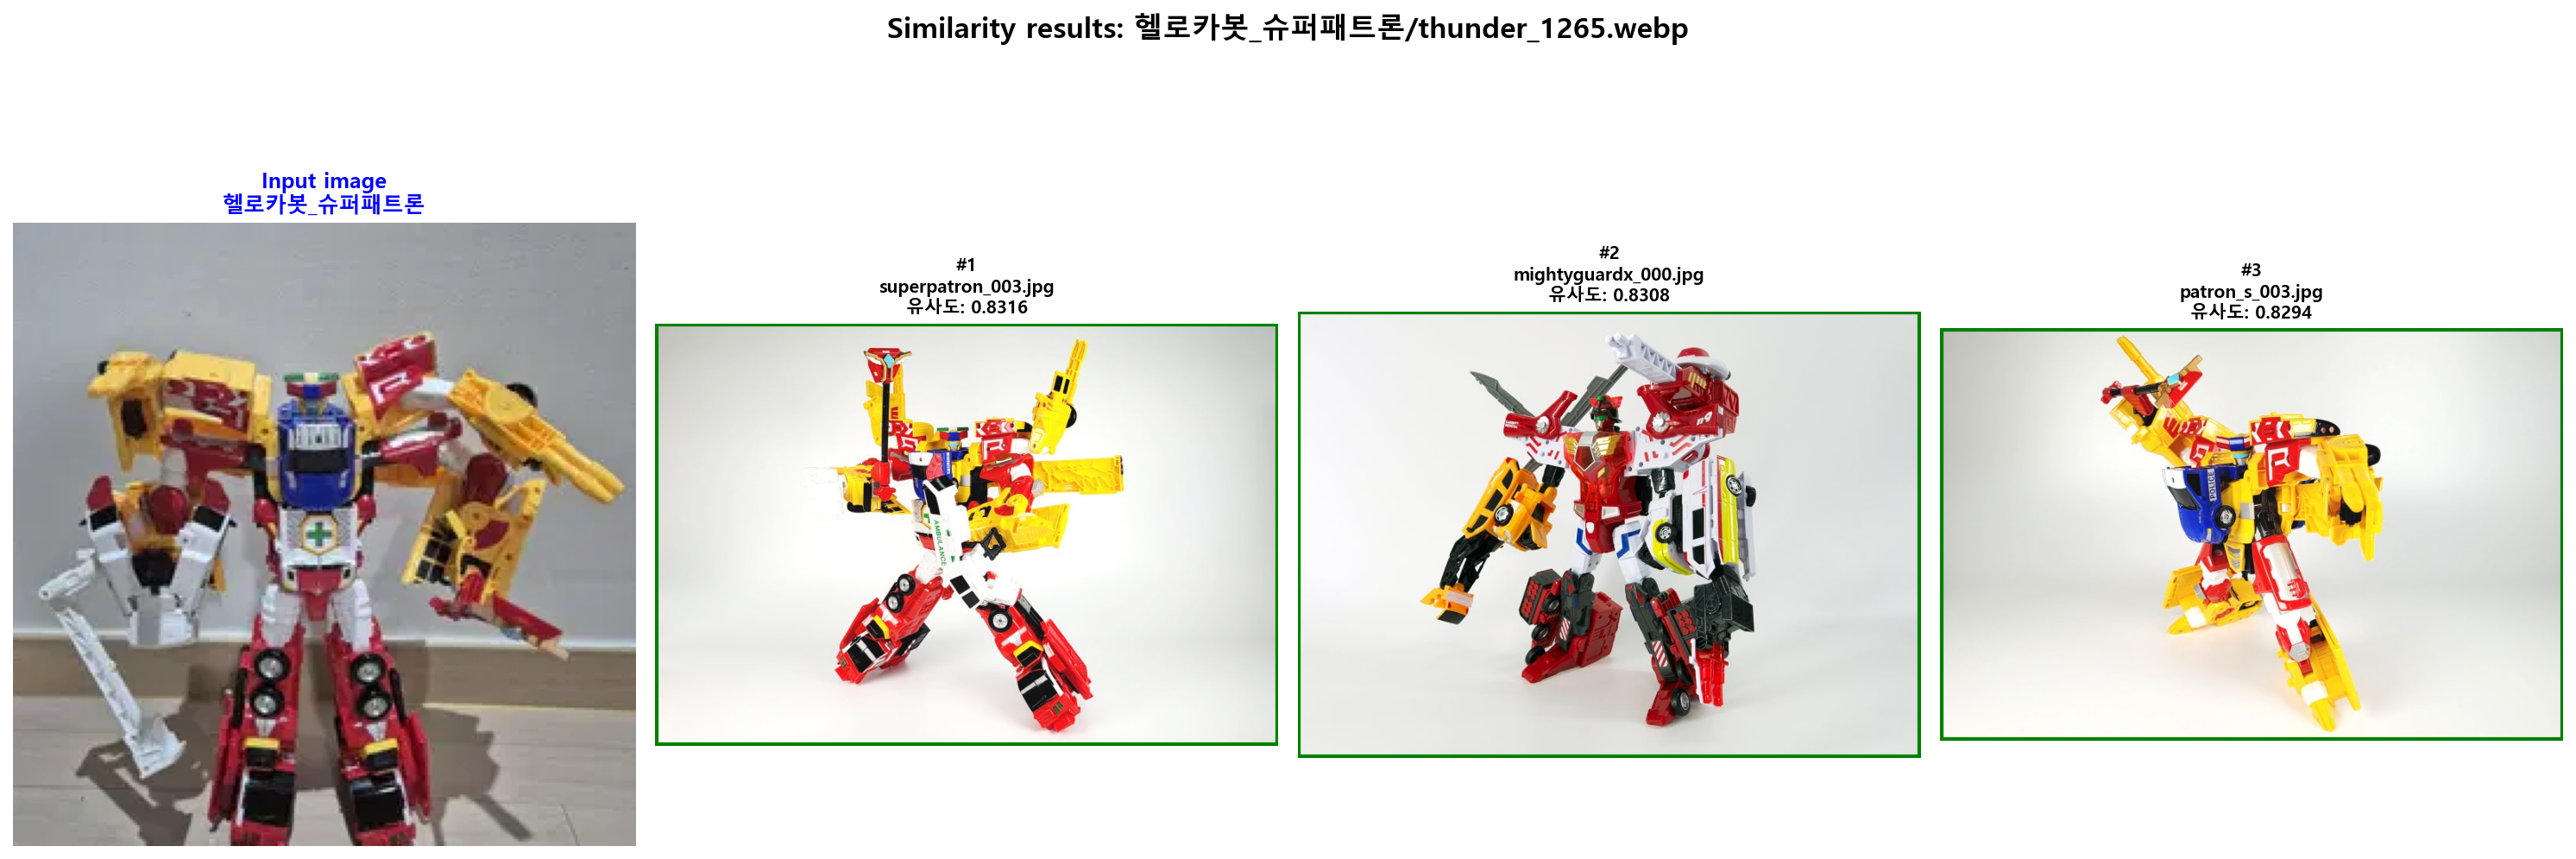 Similarity results: 헬로카봇_슈퍼패트론/thunder_1265.webp
Input image
헬로카봇_슈퍼패트론
#1
superpatron_003.jpg
유사도: 0.8316
#2
mightyguardx_000.jpg
유사도: 0.8308
#3
patron_s_003.jpg
유사도: 0.8294
AMBULANCE
POLICE